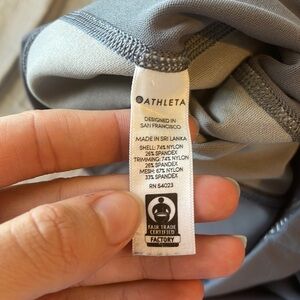 ATHLETA
DESIGNED IN
SAN FRANCISCO
MADE IN SRI LANKA
SHELL: 74% NYLON
26% SPANDEX
TRIMMING: 74% NYLON
26% SPANDEX
MESH: 67% NYLON
33% SPANDEX
RN 54023
FAIR TRADE
CERTIFIED
FACTORY